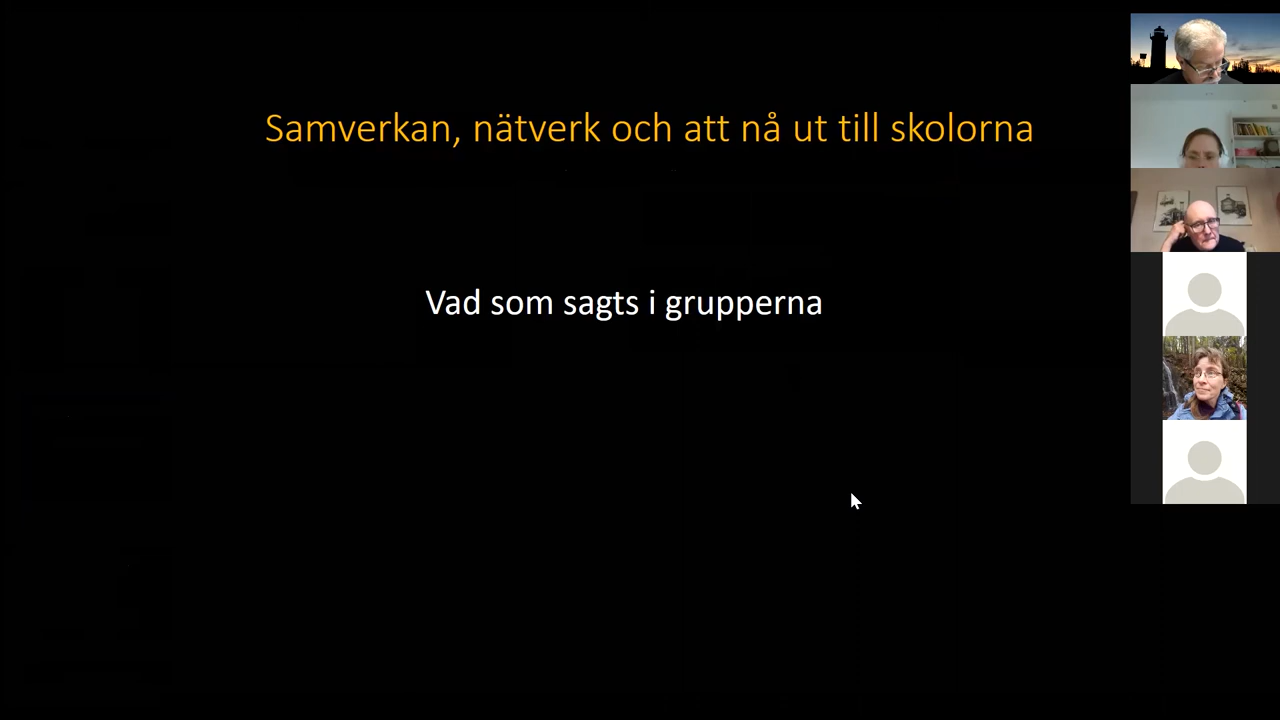 Samverkan, nätverk och att nå ut till skolorna
Vad som sagts i grupperna